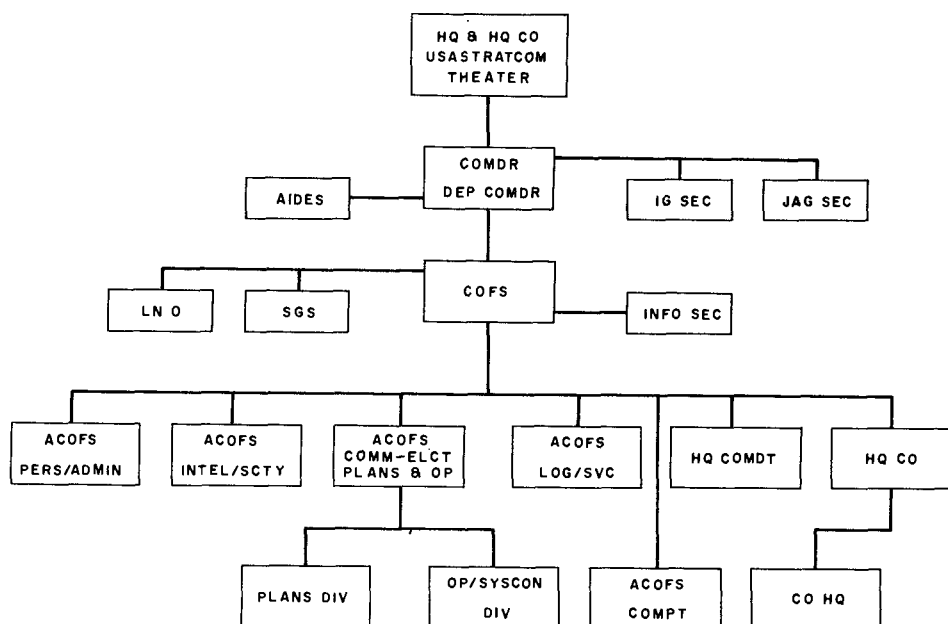 HQ & HQ CO
USASTRATCOM
THEATER
COMDR
DEP COMDR
AIDES
IG SEC
JAG SEC
COFS
LN O
SGS
INFO SEC
ACOFS
PERS/ADMIN
ACOFS
INTEL/SCTY
ACOFS
COMM-ELCT
PLANS & OP
ACOFS
LOG/SVC
HQ COMDT
HQ CO
PLANS DIV
OP/SYSCON
DIV
ACOFS
COMPT
CO HQ